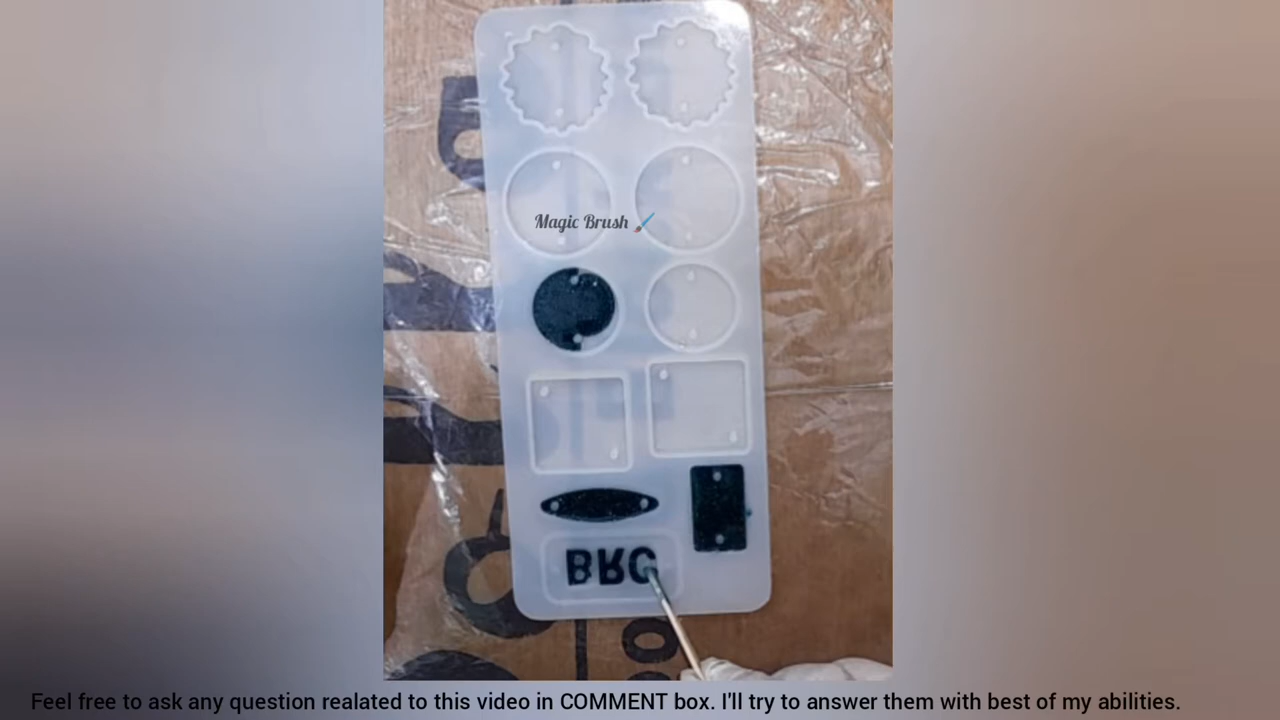 Magic Brush
Feel free to ask any question realated to this video in COMMENT box. I'll try to answer them with best of my abilities.